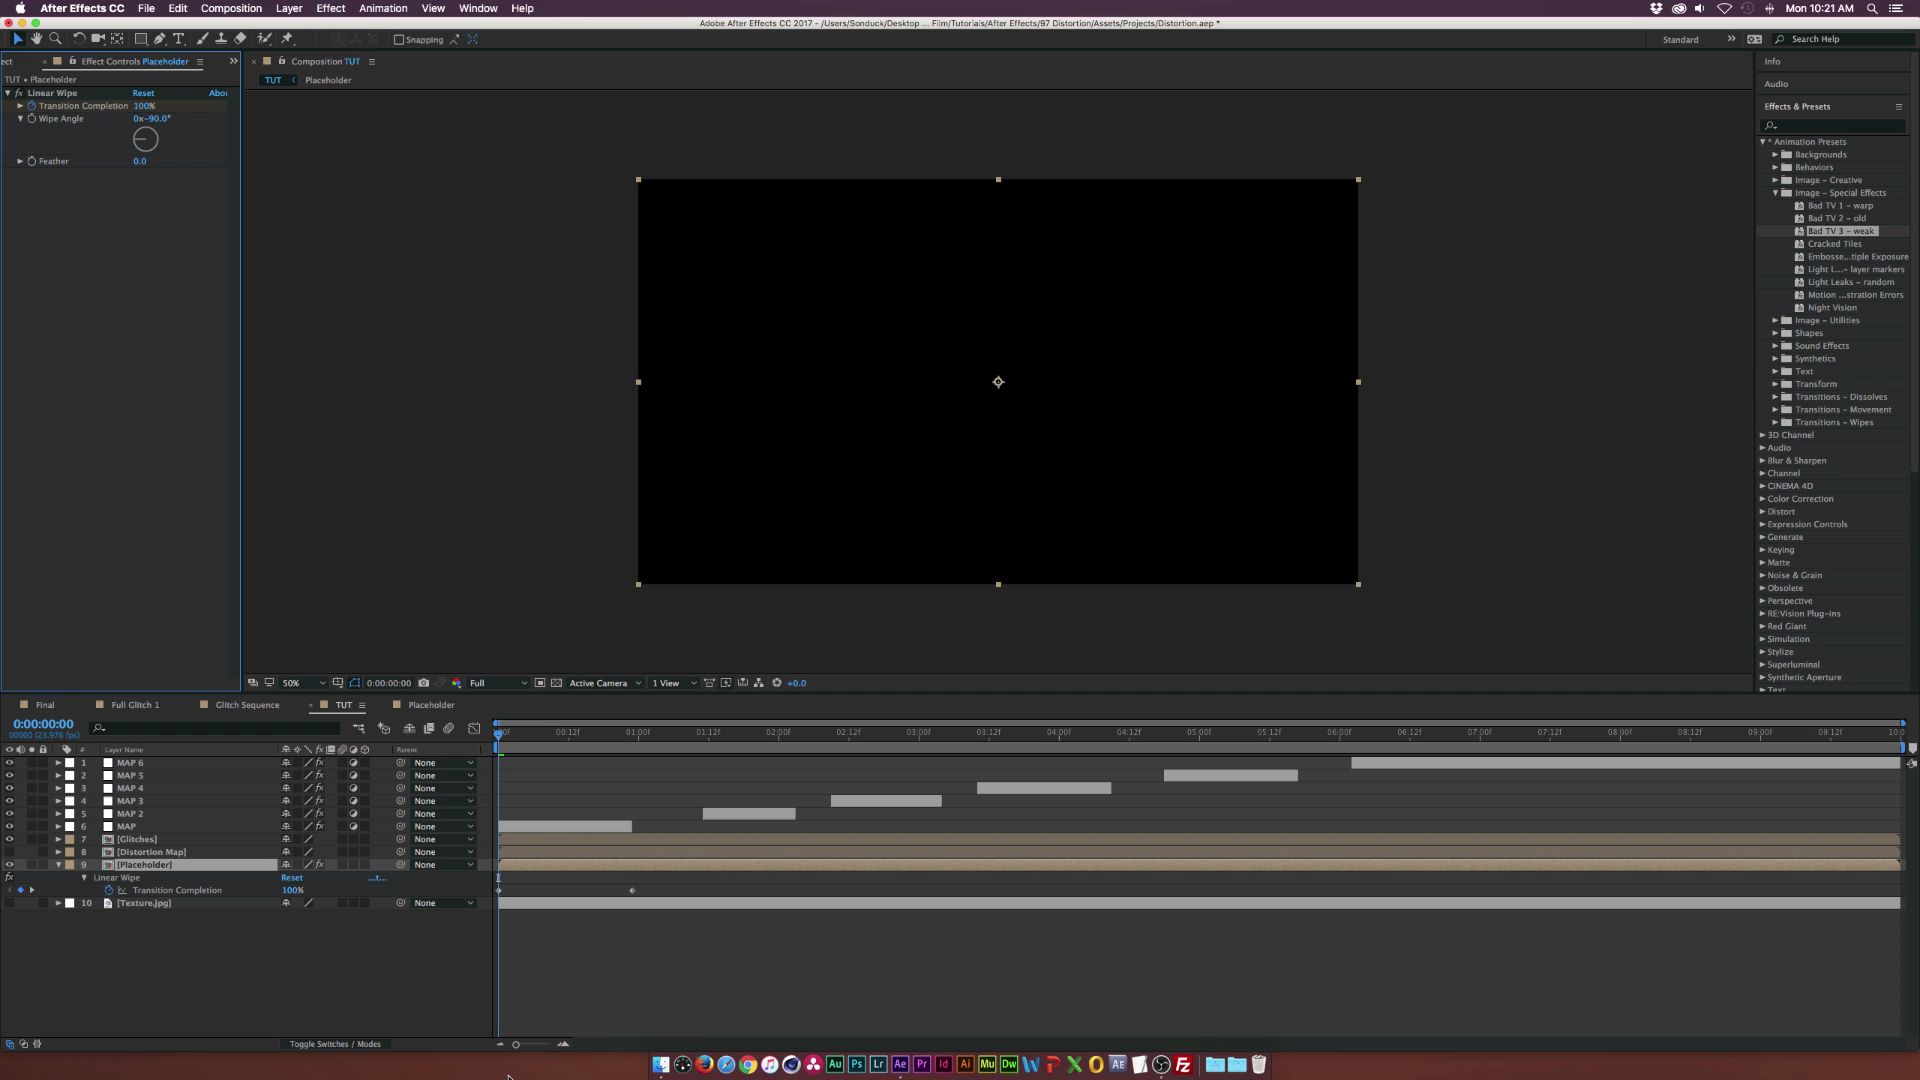 After Effects CC File Edit Composition Layer Effect Animation View Window Help Mon 10:21 AM
Adobe After Effects CC 2017 - /Users/Sonduck/Desktop ... Film/Tutorials/After Effects/97 Distortion/Assets/Projects/Distortion.aep *
Snapping Standard Search Help
ect Effect Controls Placeholder Composition TUT Info
TUT • Placeholder TUT Placeholder
Audio
Linear Wipe Reset Abou
Transition Completion 100%
Wipe Angle 0x-90.0°
Feather 0.0
Effects & Presets
* Animation Presets
Backgrounds
Behaviors
Image - Creative
Image - Special Effects
Bad TV 1 - warp
Bad TV 2 - old
Bad TV 3 - weak
Cracked Tiles
Embosse...tiple Exposure
Light L...- layer markers
Light Leaks - random
Motion ...stration Errors
Night Vision
Image - Utilities
Shapes
Sound Effects
Synthetics
Text
Transform
Transitions - Dissolves
Transitions - Movement
Transitions - Wipes
3D Channel
Audio
Blur & Sharpen
Channel
CINEMA 4D
Color Correction
Distort
Expression Controls
Generate
Keying
Matte
Noise & Grain
Obsolete
Perspective
RE:Vision Plug-ins
Red Giant
Simulation
Stylize
Superluminal
Synthetic Aperture
Text
50% 0:00:00:00 Full Active Camera 1 View +0.0
Final Full Glitch 1 Glitch Sequence TUT Placeholder
0:00:00:00
00000 (23.976 fps)
00:12f 01:00f 01:12f 02:00f 02:12f 03:00f 03:12f 04:00f 04:12f 05:00f 05:12f 06:00f 06:12f 07:00f 07:12f 08:00f 08:12f 09:00f 09:12f 10:0
# Layer Name Parent
1 MAP 6 None
2 MAP 5 None
3 MAP 4 None
4 MAP 3 None
5 MAP 2 None
6 MAP None
7 [Glitches] None
8 [Distortion Map] None
9 [Placeholder] None
Linear Wipe Reset ...t...
Transition Completion 100%
10 [Texture.jpg] None
Toggle Switches / Modes
Au Ps Lr Ae Pr Id Ai Mu Dw W P X O AE Fz